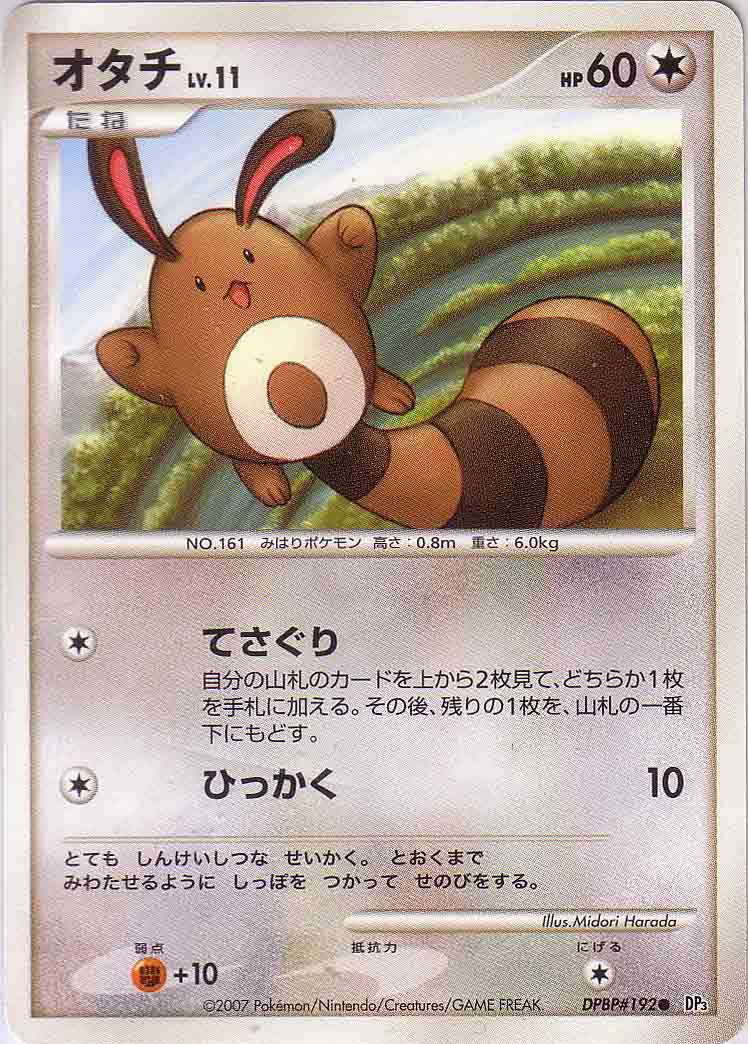 オタチ LV.11 HP60
たね
NO.161 みはりポケモン 高さ:0.8m 重さ:6.0kg
てさぐり
自分の山札のカードを上から2枚見て、どちらか1枚
を手札に加える。その後、残りの1枚を、山札の一番
下にもどす。
ひっかく 10
とても しんけいしつな せいかく。 とおくまで
みわたせるように しっぽを つかって せのびをする。
Illus.Midori Harada
弱点 抵抗力 にげる
+10
©2007 Pokémon/Nintendo/Creatures/GAME FREAK. DPBP#192● DP3